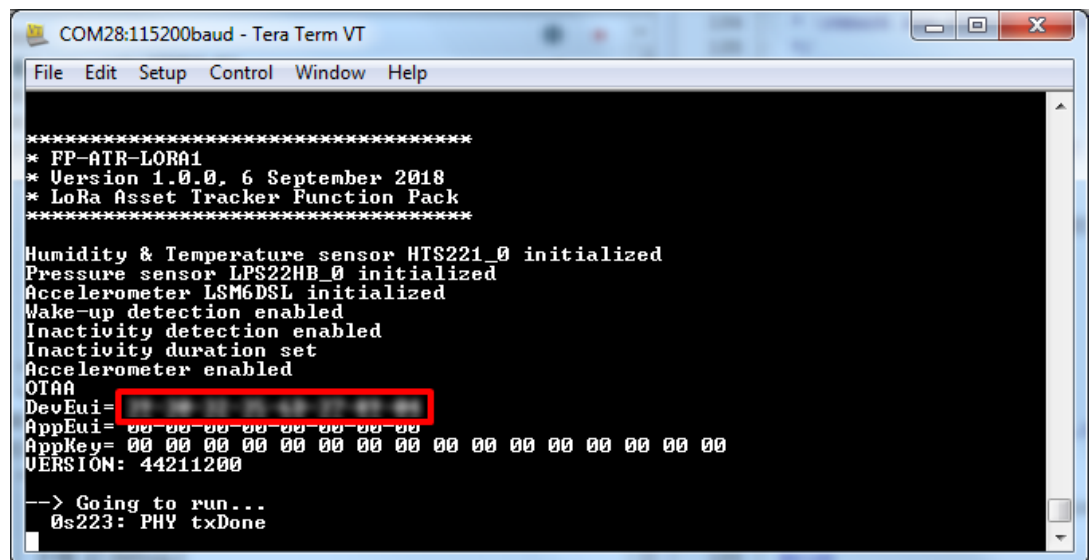 COM28:115200baud - Tera Term VT
File Edit Setup Control Window Help
***********************************
* FP-ATR-LORA1
* Version 1.0.0, 6 September 2018
* LoRa Asset Tracker Function Pack
***********************************
Humidity & Temperature sensor HTS221_0 initialized
Pressure sensor LPS22HB_0 initialized
Accelerometer LSM6DSL initialized
Wake-up detection enabled
Inactivity detection enabled
Inactivity duration set
Accelerometer enabled
OTAA
DevEui=
AppEui= 00-00-00-00-00-00-00-00
AppKey= 00 00 00 00 00 00 00 00 00 00 00 00 00 00 00 00
VERSION: 44211200
--> Going to run...
0s223: PHY txDone